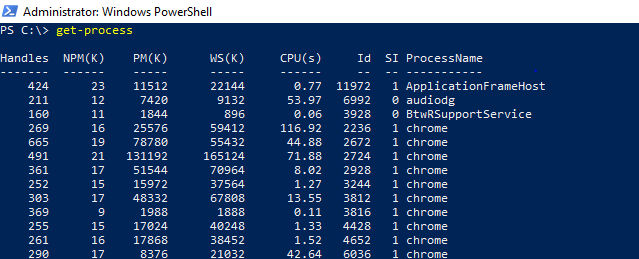 Administrator: Windows PowerShell
PS C:\> get-process
Handles NPM(K) PM(K) WS(K) CPU(s) Id SI ProcessName
------- ------ ----- ----- ------ -- -- -----------
424 23 11512 22144 0.77 11972 1 ApplicationFrameHost
211 12 7420 9132 53.97 6992 0 audiodg
160 11 1844 896 0.06 3928 0 BtwRSupportService
269 16 25576 59412 116.92 2236 1 chrome
665 19 78780 55432 44.88 2672 1 chrome
491 21 131192 165124 71.88 2724 1 chrome
361 17 51544 70964 8.02 2928 1 chrome
252 15 15972 37564 1.27 3244 1 chrome
303 17 48332 67808 13.55 3812 1 chrome
369 9 1988 1888 0.11 3816 1 chrome
255 15 17024 40248 1.33 4428 1 chrome
261 16 17868 38452 1.52 4652 1 chrome
290 17 8376 21032 42.64 6036 1 chrome